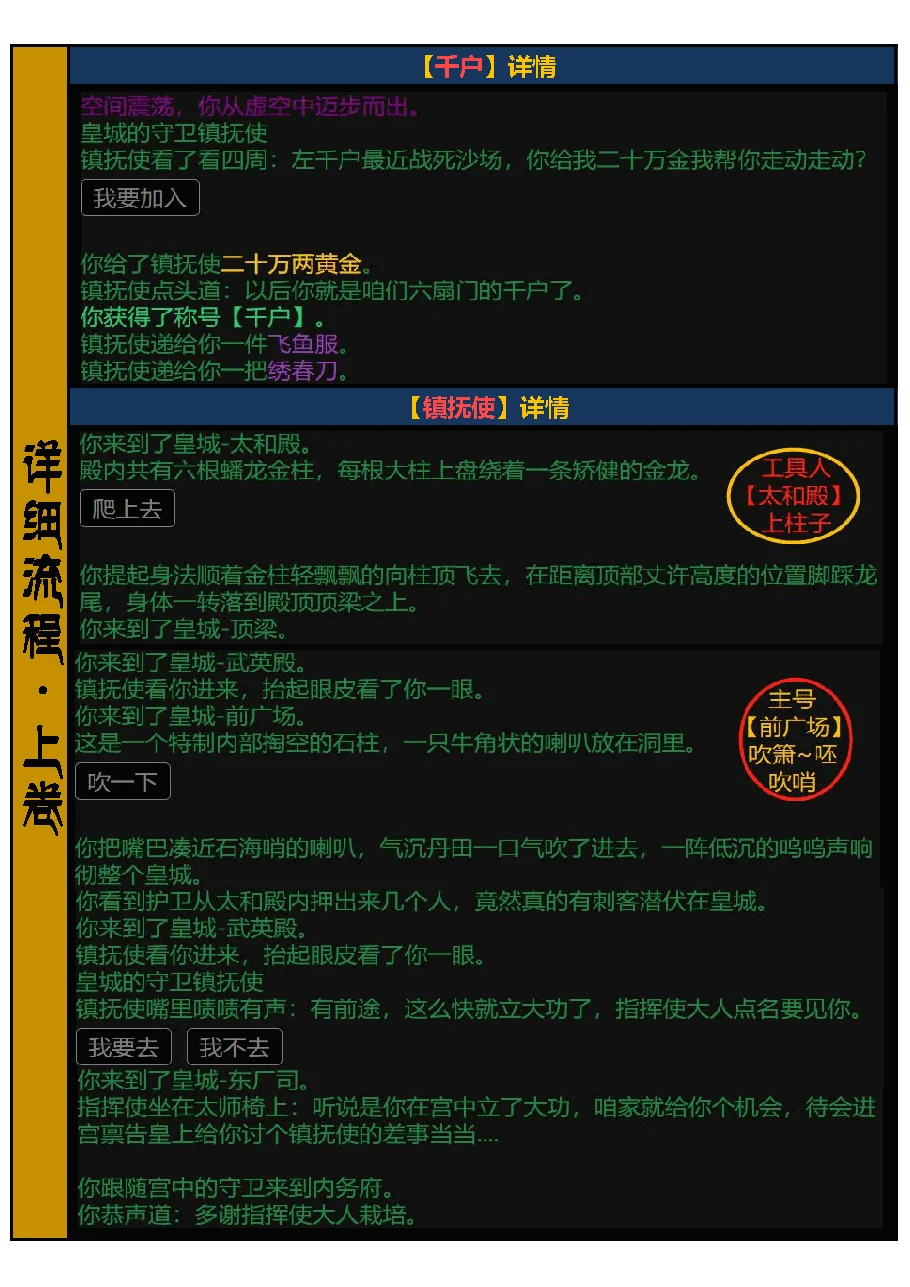 详细流程·上卷
【千户】详情
空间震荡，你从虚空中迈步而出。
皇城的守卫镇抚使
镇抚使看了看四周：左千户最近战死沙场，你给我二十万金我帮你走动走动？
我要加入
你给了镇抚使二十万两黄金。
镇抚使点头道：以后你就是咱们六扇门的千户了。
你获得了称号【千户】。
镇抚使递给你一件飞鱼服。
镇抚使递给你一把绣春刀。
【镇抚使】详情
你来到了皇城-太和殿。
殿内共有六根蟠龙金柱，每根大柱上盘绕着一条矫健的金龙。
爬上去
工具人
【太和殿】
上柱子
你提起身法顺着金柱轻飘飘的向柱顶飞去，在距离顶部丈许高度的位置脚踩龙
尾，身体一转落到殿顶顶梁之上。
你来到了皇城-顶梁。
你来到了皇城-武英殿。
镇抚使看你进来，抬起眼皮看了你一眼。
你来到了皇城-前广场。
这是一个特制内部掏空的石柱，一只牛角状的喇叭放在洞里。
吹一下
主号
【前广场】
吹箫~呸
吹哨
你把嘴巴凑近石海哨的喇叭，气沉丹田一口气吹了进去，一阵低沉的呜呜声响
彻整个皇城。
你看到护卫从太和殿内押出来几个人，竟然真的有刺客潜伏在皇城。
你来到了皇城-武英殿。
镇抚使看你进来，抬起眼皮看了你一眼。
皇城的守卫镇抚使
镇抚使嘴里啧啧有声：有前途，这么快就立大功了，指挥使大人点名要见你。
我要去 我不去
你来到了皇城-东厂司。
指挥使坐在太师椅上：听说是你在宫中立了大功，咱家就给你个机会，待会进
宫禀告皇上给你讨个镇抚使的差事当当....
你跟随宫中的守卫来到内务府。
你恭声道：多谢指挥使大人栽培。